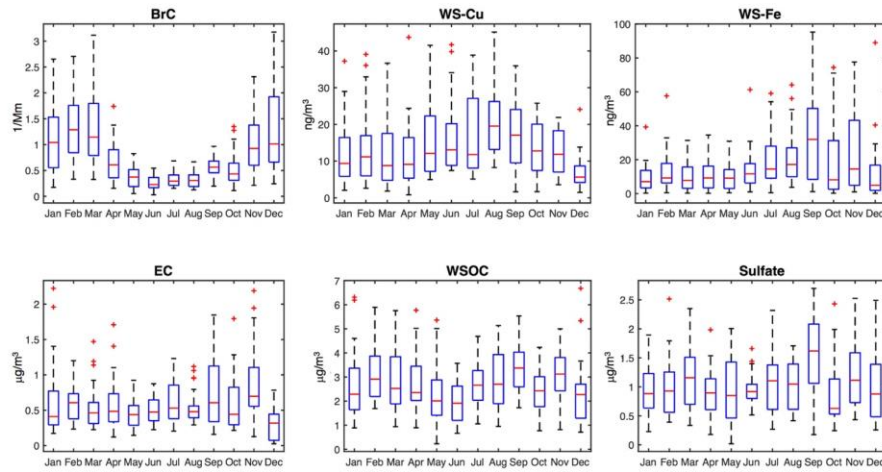 BrC
WS-Cu
WS-Fe
1/Mm
3
2.5
2
1.5
1
0.5
0
Jan Feb Mar Apr May Jun Jul Aug Sep Oct Nov Dec
ng/m³
40
30
20
10
0
Jan Feb Mar Apr May Jun Jul Aug Sep Oct Nov Dec
ng/m³
100
80
60
40
20
0
Jan Feb Mar Apr May Jun Jul Aug Sep Oct Nov Dec
EC
WSOC
Sulfate
μg/m³
2
1.5
1
0.5
0
Jan Feb Mar Apr May Jun Jul Aug Sep Oct Nov Dec
μg/m³
7
6
5
4
3
2
1
0
Jan Feb Mar Apr May Jun Jul Aug Sep Oct Nov Dec
μg/m³
2.5
2
1.5
1
0.5
0
Jan Feb Mar Apr May Jun Jul Aug Sep Oct Nov Dec